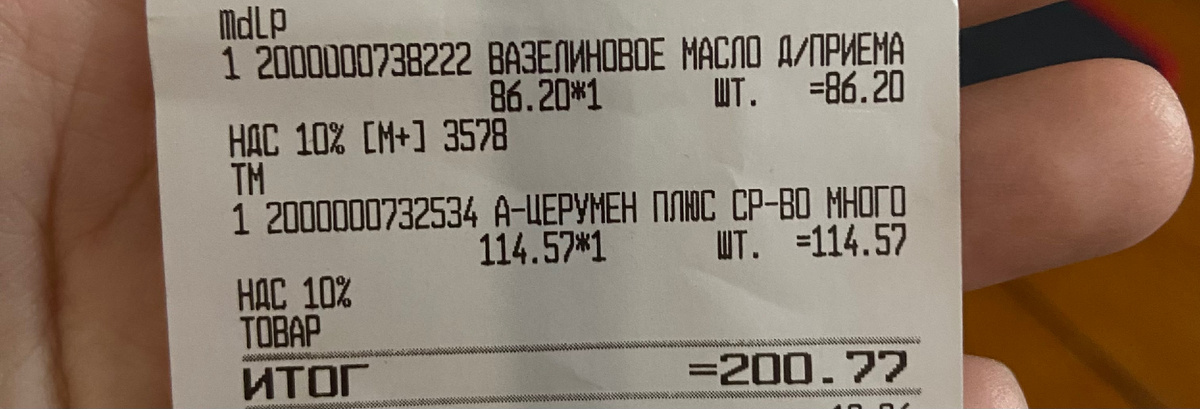 mdlp
1 2000000738222 ВАЗЕЛИНОВОЕ МАСЛО Д/ПРИЕМА
86.20*1 ШТ. =86.20
НДС 10% [М+] 3578
ТМ
1 2000000732534 А-ЦЕРУМЕН ПЛЮС СР-ВО МНОГО
114.57*1 ШТ. =114.57
НДС 10%
ТОВАР
ИТОГ =200.77